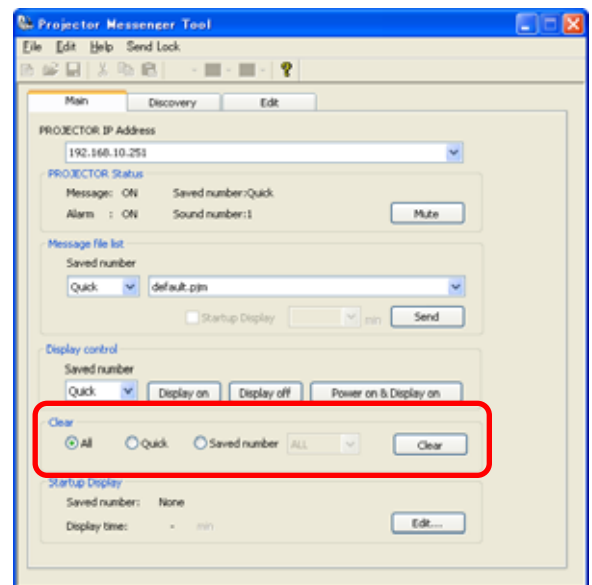 Projector Messenger Tool
File Edit Help Send Lock
Main Discovery Edit
PROJECTOR IP Address
192.168.10.251
PROJECTOR Status
Message: ON Saved number:Quick
Alarm : ON Sound number:1 Mute
Message file list
Saved number
Quick default.pjm
Startup Display min Send
Display control
Saved number
Quick Display on Display off Power on & Display on
Clear
All Quick Saved number ALL Clear
Startup Display
Saved number: None
Display time: - min Edit...